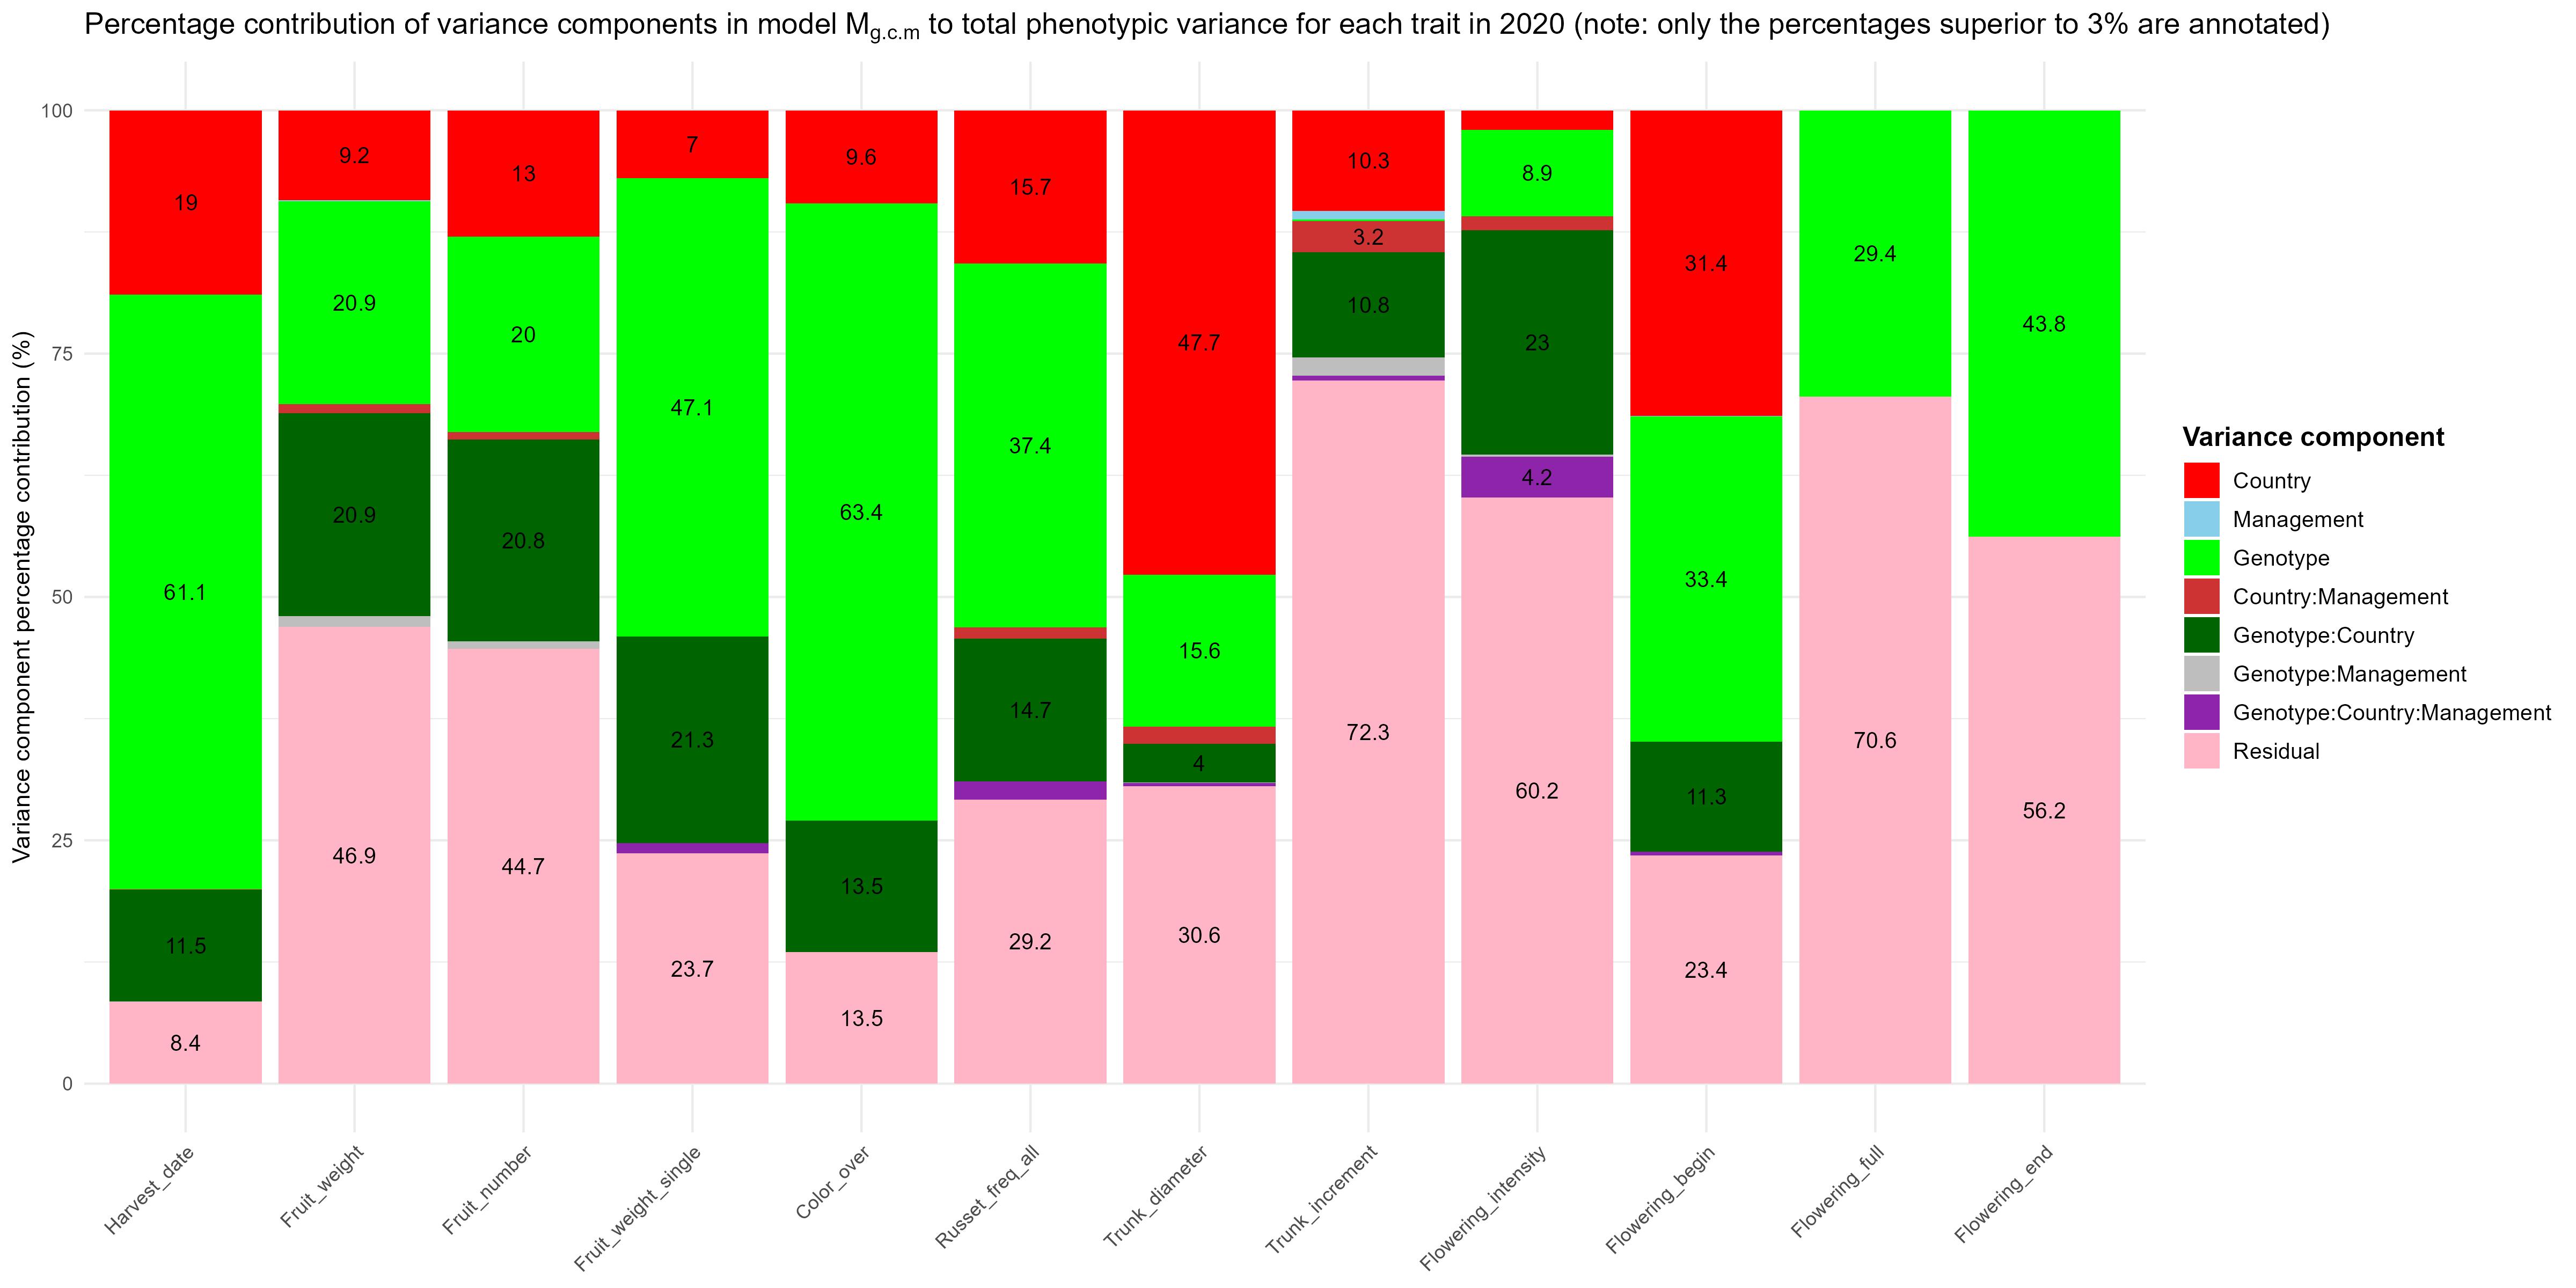 Percentage contribution of variance components in model Mg.c.m to total phenotypic variance for each trait in 2020 (note: only the percentages superior to 3% are annotated)
Variance component percentage contribution (%)
100
75
50
25
0
19
61.1
11.5
8.4
9.2
20.9
20.9
46.9
13
20
20.8
44.7
7
47.1
21.3
23.7
9.6
63.4
13.5
13.5
15.7
37.4
14.7
29.2
47.7
15.6
4
30.6
10.3
3.2
10.8
72.3
8.9
23
4.2
60.2
31.4
33.4
11.3
23.4
29.4
70.6
43.8
56.2
Harvest_date
Fruit_weight
Fruit_number
Fruit_weight_single
Color_over
Russet_freq_all
Trunk_diameter
Trunk_increment
Flowering_intensity
Flowering_begin
Flowering_full
Flowering_end
Variance component
Country
Management
Genotype
Country:Management
Genotype:Country
Genotype:Management
Genotype:Country:Management
Residual